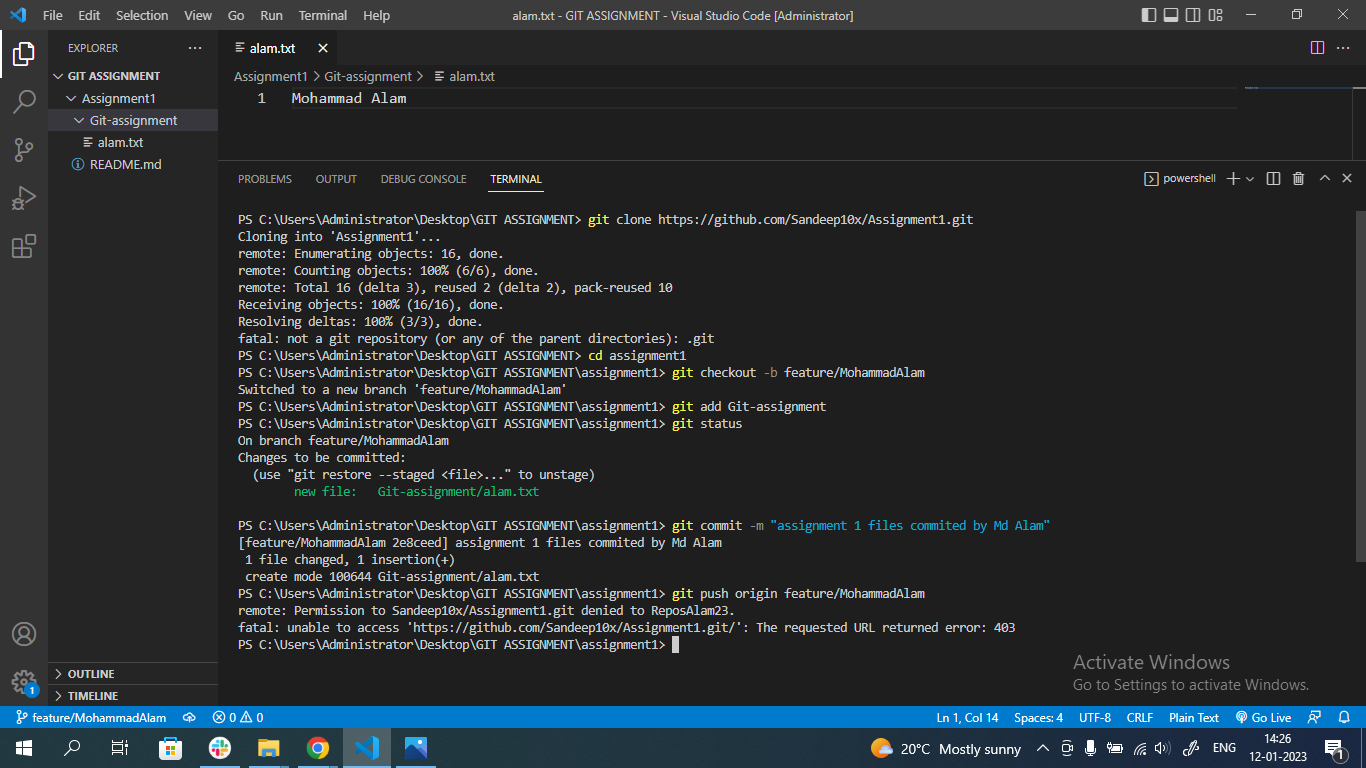 File Edit Selection View Go Run Terminal Help
alam.txt - GIT ASSIGNMENT - Visual Studio Code [Administrator]
EXPLORER
GIT ASSIGNMENT
Assignment1
Git-assignment
alam.txt
README.md
OUTLINE
TIMELINE
alam.txt
Assignment1 > Git-assignment > alam.txt
1 Mohammad Alam
PROBLEMS OUTPUT DEBUG CONSOLE TERMINAL
powershell
PS C:\Users\Administrator\Desktop\GIT ASSIGNMENT> git clone https://github.com/Sandeep10x/Assignment1.git
Cloning into 'Assignment1'...
remote: Enumerating objects: 16, done.
remote: Counting objects: 100% (6/6), done.
remote: Total 16 (delta 3), reused 2 (delta 2), pack-reused 10
Receiving objects: 100% (16/16), done.
Resolving deltas: 100% (3/3), done.
fatal: not a git repository (or any of the parent directories): .git
PS C:\Users\Administrator\Desktop\GIT ASSIGNMENT> cd assignment1
PS C:\Users\Administrator\Desktop\GIT ASSIGNMENT\assignment1> git checkout -b feature/MohammadAlam
Switched to a new branch 'feature/MohammadAlam'
PS C:\Users\Administrator\Desktop\GIT ASSIGNMENT\assignment1> git add Git-assignment
PS C:\Users\Administrator\Desktop\GIT ASSIGNMENT\assignment1> git status
On branch feature/MohammadAlam
Changes to be committed:
(use "git restore --staged <file>..." to unstage)
new file: Git-assignment/alam.txt
PS C:\Users\Administrator\Desktop\GIT ASSIGNMENT\assignment1> git commit -m "assignment 1 files commited by Md Alam"
[feature/MohammadAlam 2e8ceed] assignment 1 files commited by Md Alam
1 file changed, 1 insertion(+)
create mode 100644 Git-assignment/alam.txt
PS C:\Users\Administrator\Desktop\GIT ASSIGNMENT\assignment1> git push origin feature/MohammadAlam
remote: Permission to Sandeep10x/Assignment1.git denied to ReposAlam23.
fatal: unable to access 'https://github.com/Sandeep10x/Assignment1.git/': The requested URL returned error: 403
PS C:\Users\Administrator\Desktop\GIT ASSIGNMENT\assignment1>
Activate Windows
Go to Settings to activate Windows.
1
feature/MohammadAlam 0 0 Ln 1, Col 14 Spaces: 4 UTF-8 CRLF Plain Text Go Live
20°C Mostly sunny ENG
14:26
12-01-2023
1